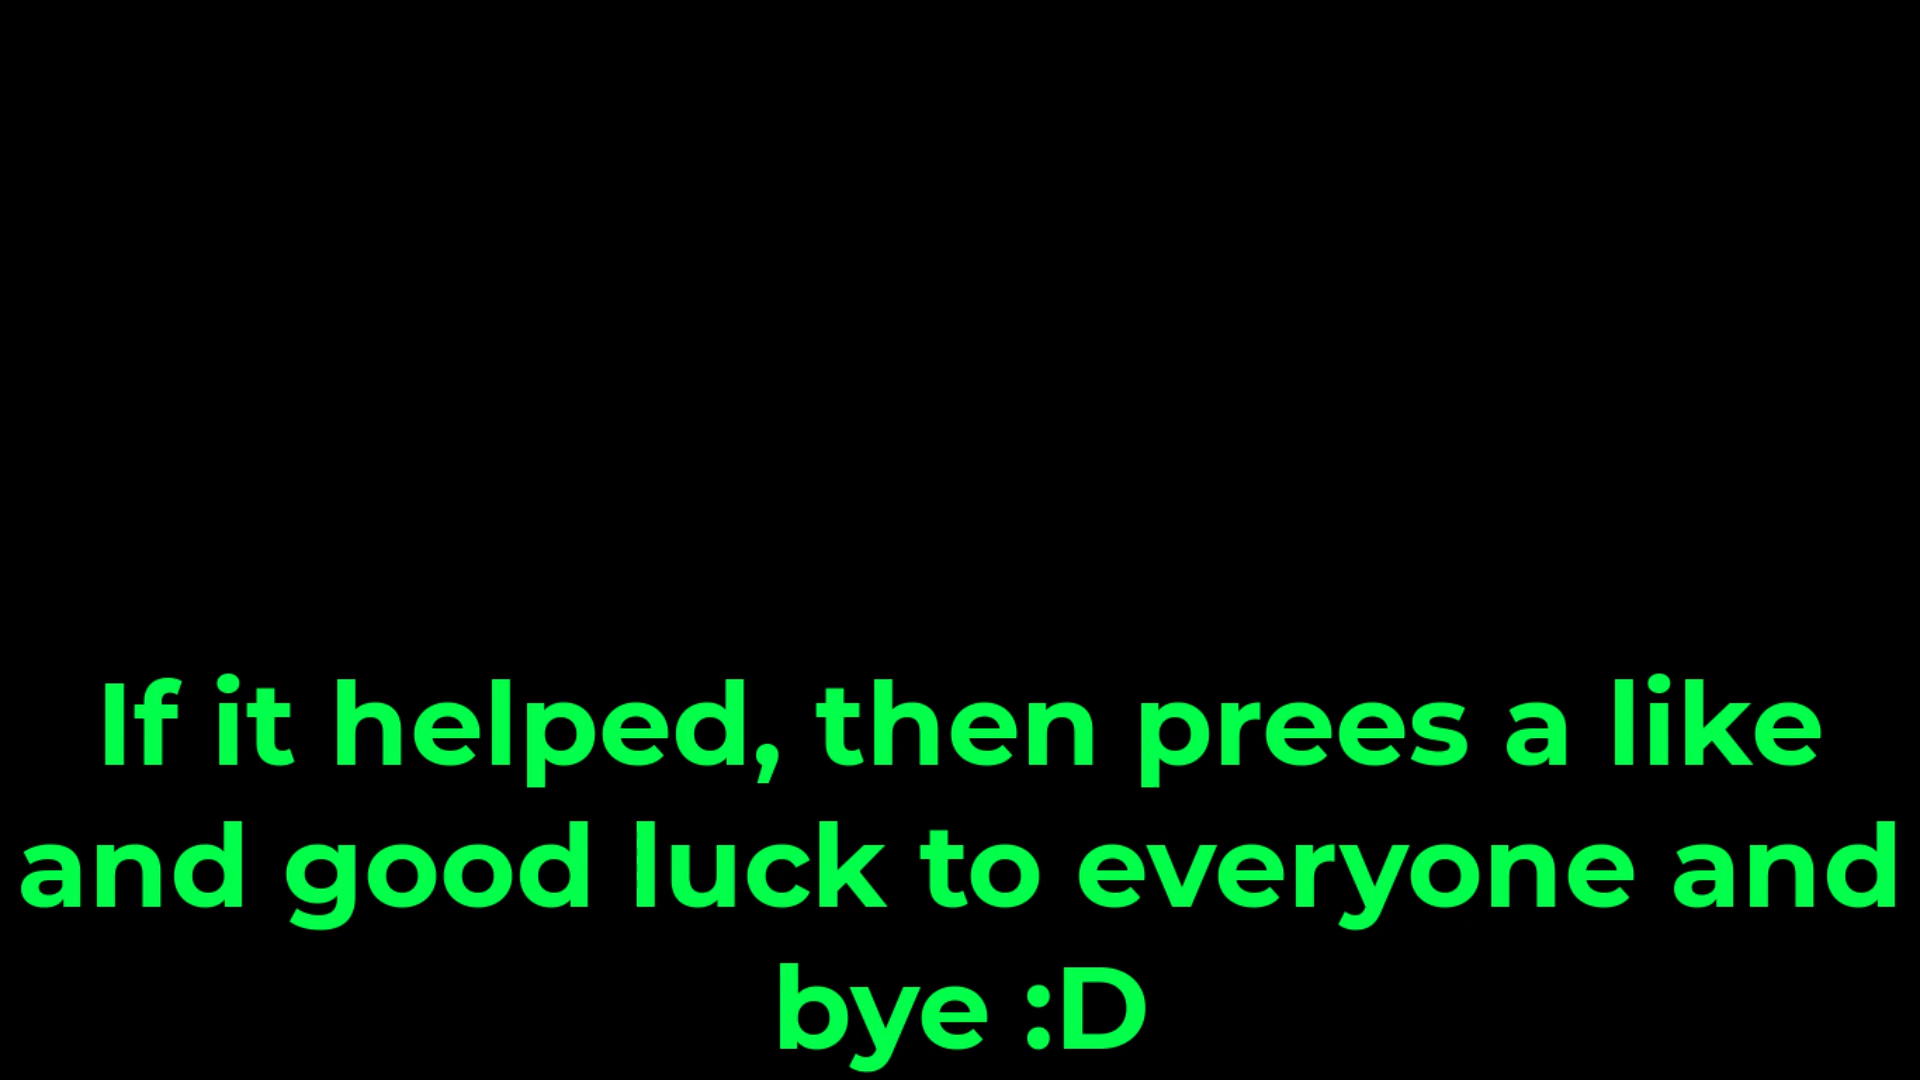 If it helped, then prees a like
and good luck to everyone and
bye :D